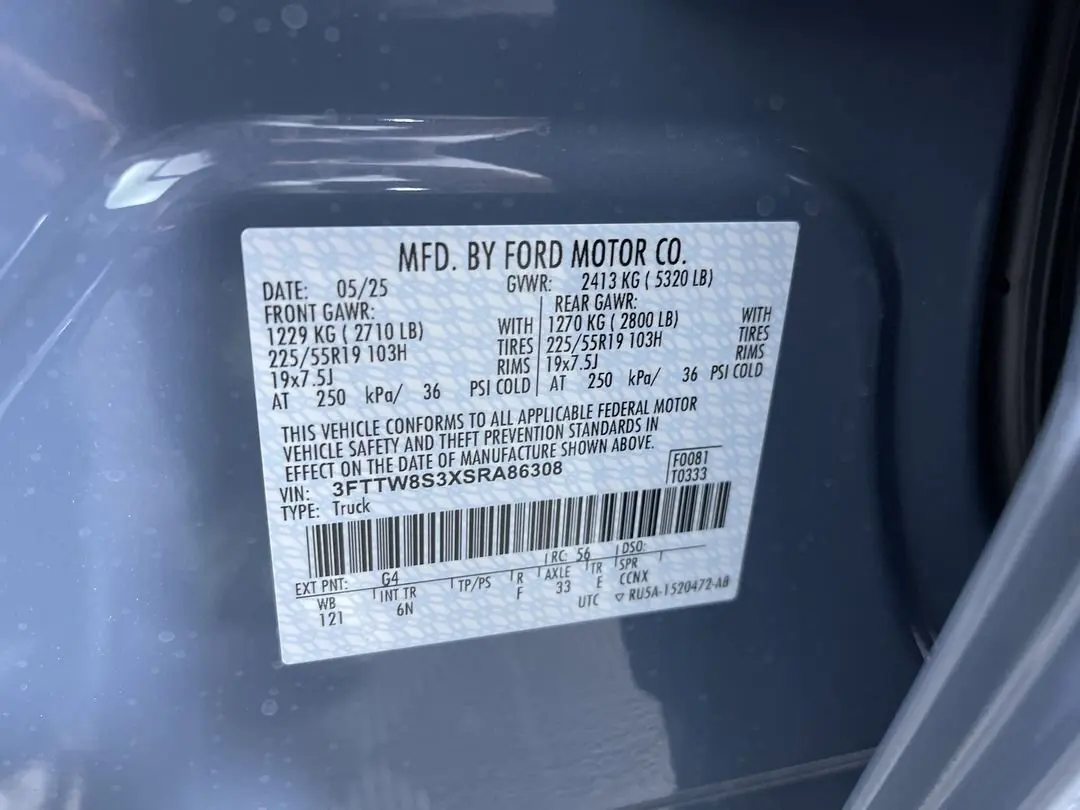 MFD. BY FORD MOTOR CO.
DATE: 05/25 GVWR: 2413 KG ( 5320 LB)
FRONT GAWR: REAR GAWR:
1229 KG ( 2710 LB) WITH 1270 KG ( 2800 LB) WITH
225/55R19 103H TIRES 225/55R19 103H TIRES
19x7.5J RIMS 19x7.5J RIMS
AT 250 kPa/ 36 PSI COLD AT 250 kPa/ 36 PSI COLD
THIS VEHICLE CONFORMS TO ALL APPLICABLE FEDERAL MOTOR
VEHICLE SAFETY AND THEFT PREVENTION STANDARDS IN
EFFECT ON THE DATE OF MANUFACTURE SHOWN ABOVE.
VIN: 3FTTW8S3XSRA86308 F0081
TYPE: Truck T0333
EXT PNT: G4 RC: 56 DSO:
WB INT TR TP/PS R AXLE TR SPR
121 6N F 33 E CCNX
UTC ▽ RU5A-1520472-AB